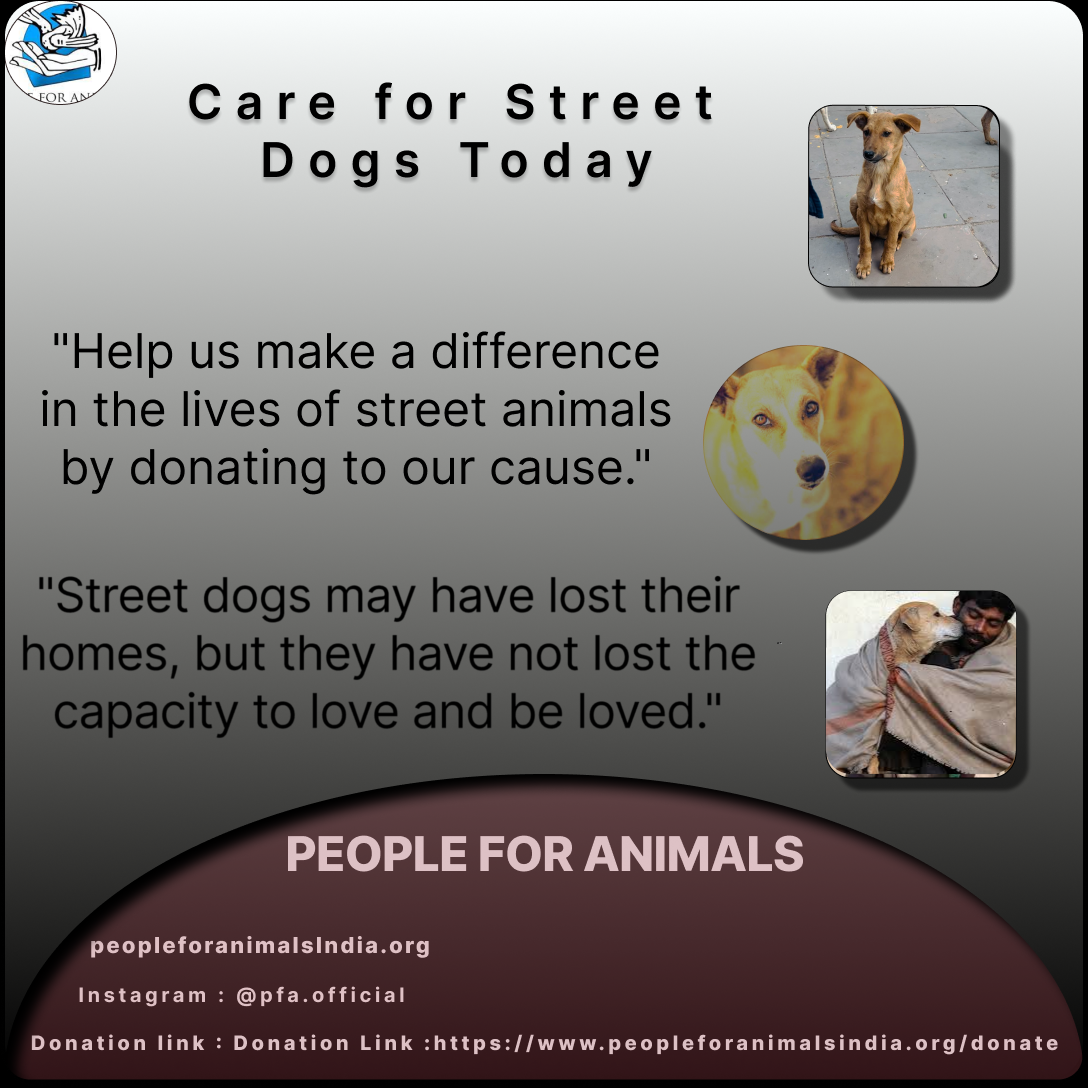 E FOR AN
Care for Street
Dogs Today
"Help us make a difference
in the lives of street animals
by donating to our cause."
"Street dogs may have lost their
homes, but they have not lost the
capacity to love and be loved."
PEOPLE FOR ANIMALS
peopleforanimalsIndia.org
Instagram : @pfa.official
Donation link : Donation Link :https://www.peopleforanimalsindia.org/donate